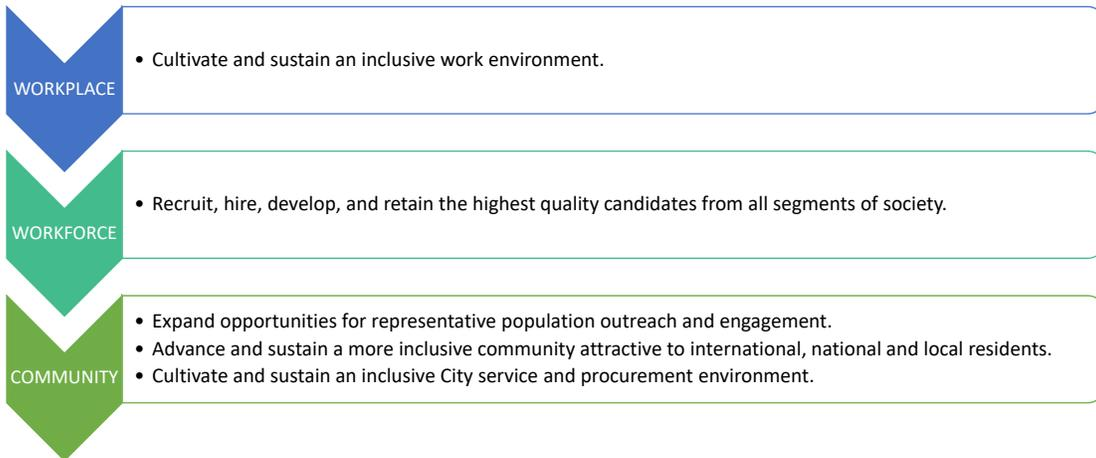 WORKPLACE
• Cultivate and sustain an inclusive work environment.
WORKFORCE
• Recruit, hire, develop, and retain the highest quality candidates from all segments of society.
COMMUNITY
• Expand opportunities for representative population outreach and engagement.
• Advance and sustain a more inclusive community attractive to international, national and local residents.
• Cultivate and sustain an inclusive City service and procurement environment.